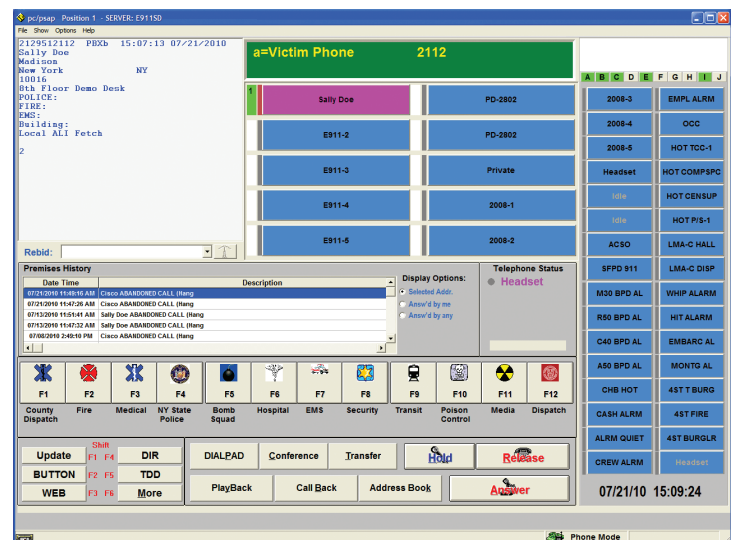 pc/psap Position 1 - SERVER: E911SD
File Show Options Help
2129512112 PBXb 15:07:13 07/21/2010
Sally Doe
Madison
New York NY
10016
8th Floor Demo Desk
POLICE:
FIRE:
EMS:
Building:
Local ALI Fetch
2
Rebid:
a=Victim Phone 2112
1 Sally Doe PD-2802
E911-2 PD-2802
E911-3 Private
E911-4 2008-1
E911-5 2008-2
A B C D E F G H I J
2008-3 EMPL ALRM
2008-4 OCC
2008-5 HOT TCC-1
Headset HOT COMPSPC
Idle HOT CENSUP
Idle HOT P/S-1
ACSO LMA-C HALL
SFPD 911 LMA-C DISP
M30 BPD AL WHIP ALARM
R50 BPD AL HIT ALARM
C40 BPD AL EMBARC AL
A50 BPD AL MONTG AL
CHB HOT 4ST T BURG
CASH ALRM 4ST FIRE
ALRM QUIET 4ST BURGLR
CREW ALRM Headset
Premises History
Date Time Description
07/21/2010 11:49:16 AM Cisco ABANDONED CALL (Hang
07/21/2010 11:47:26 AM Cisco ABANDONED CALL (Hang
07/13/2010 11:51:41 AM Sally Doe ABANDONED CALL (Hang
07/13/2010 11:47:32 AM Sally Doe ABANDONED CALL (Hang
07/08/2010 2:49:10 PM Cisco ABANDONED CALL (Hang
Display Options:
Selected Addr.
Answ'd by me
Answ'd by any
Telephone Status
Headset
F1 F2 F3 F4 F5 F6 F7 F8 F9 F10 F11 F12
County Dispatch
Fire
Medical
NY State Police
Bomb Squad
Hospital
EMS
Security
Transit
Poison Control
Media
Dispatch
Shift
Update F1 F4 DIR
BUTTON F2 F5 TDD
WEB F3 F6 More
DIALPAD Conference Transfer Hold Release
PlayBack Call Back Address Book Answer
07/21/10 15:09:24
Phone Mode